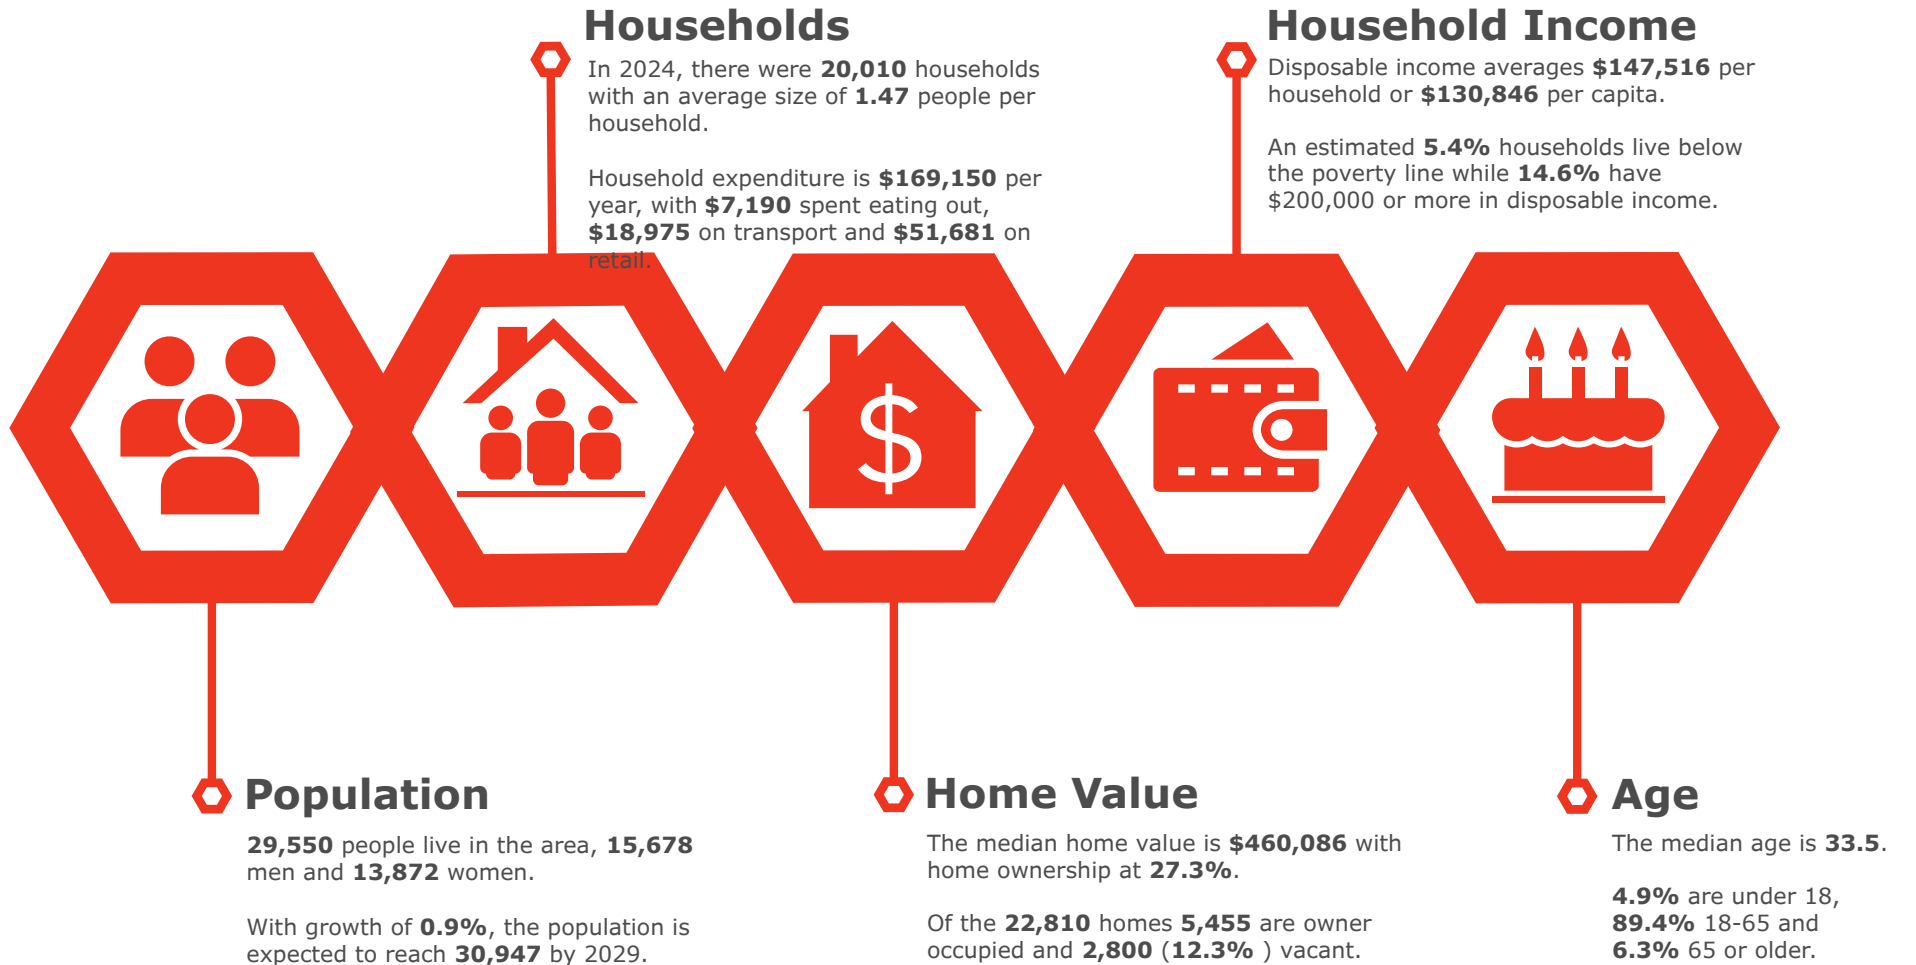 Households
In 2024, there were 20,010 households
with an average size of 1.47 people per
household.
Household expenditure is $169,150 per
year, with $7,190 spent eating out,
$18,975 on transport and $51,681 on
retail.
Household Income
Disposable income averages $147,516 per
household or $130,846 per capita.
An estimated 5.4% households live below
the poverty line while 14.6% have
$200,000 or more in disposable income.
$
Population
29,550 people live in the area, 15,678
men and 13,872 women.
With growth of 0.9%, the population is
expected to reach 30,947 by 2029.
Home Value
The median home value is $460,086 with
home ownership at 27.3%.
Of the 22,810 homes 5,455 are owner
occupied and 2,800 (12.3% ) vacant.
Age
The median age is 33.5.
4.9% are under 18,
89.4% 18-65 and
6.3% 65 or older.